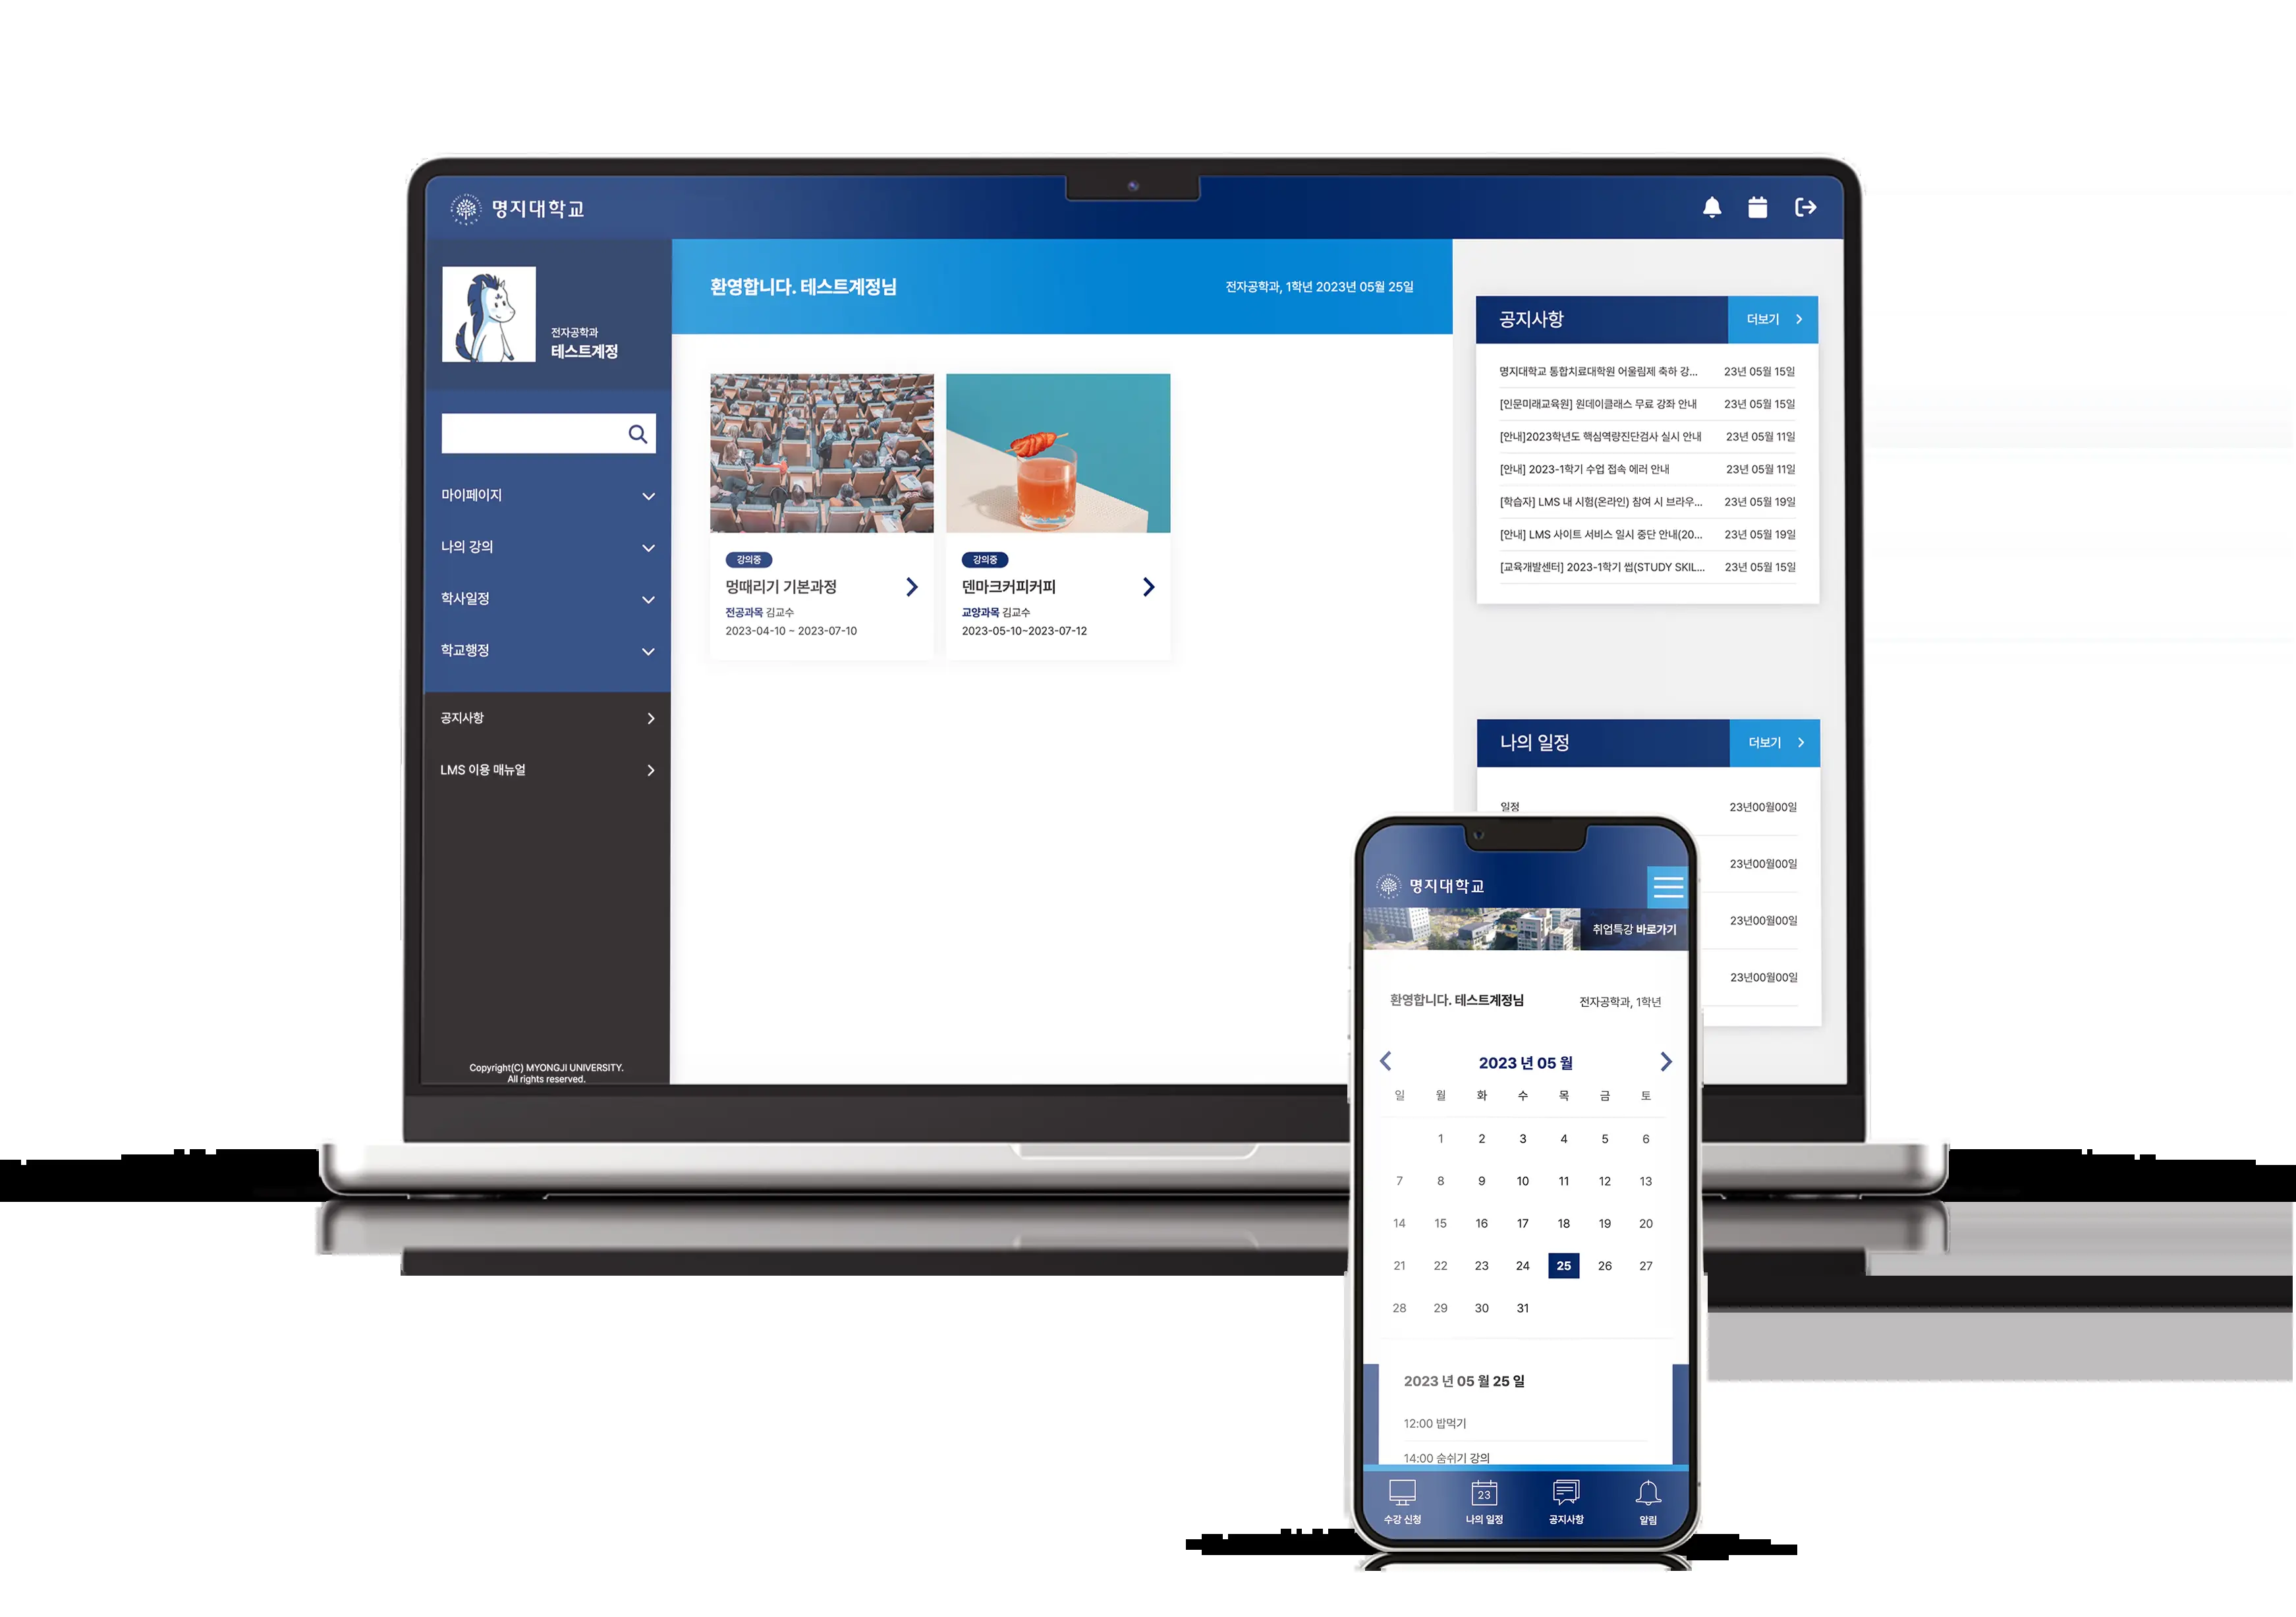 명지대학교
전자공학과
테스트계정
마이페이지
나의 강의
학사일정
학교행정
공지사항
LMS 이용 매뉴얼
Copyright(C) MYONGJI UNIVERSITY.
All rights reserved.
환영합니다. 테스트계정님
전자공학과, 1학년 2023년 05월 25일
강의중
멍때리기 기본과정
전공과목 김교수
2023-04-10 ~ 2023-07-10
강의중
덴마크커피커피
교양과목 김교수
2023-05-10~2023-07-12
공지사항 더보기
명지대학교 통합치료대학원 어울림제 축하 강... 23년 05월 15일
[인문미래교육원] 원데이클래스 무료 강좌 안내 23년 05월 15일
[안내]2023학년도 핵심역량진단검사 실시 안내 23년 05월 11일
[안내] 2023-1학기 수업 접속 에러 안내 23년 05월 11일
[학습자] LMS 내 시험(온라인) 참여 시 브라우... 23년 05월 19일
[안내] LMS 사이트 서비스 일시 중단 안내(20... 23년 05월 19일
[교육개발센터] 2023-1학기 썹(STUDY SKIL... 23년 05월 15일
나의 일정 더보기
일정 23년00월00일
23년00월00일
23년00월00일
23년00월00일
명지대학교
취업특강 바로가기
환영합니다. 테스트계정님 전자공학과, 1학년
2023 년 05 월
일 월 화 수 목 금 토
1 2 3 4 5 6
7 8 9 10 11 12 13
14 15 16 17 18 19 20
21 22 23 24 25 26 27
28 29 30 31
2023 년 05 월 25 일
12:00 밥먹기
14:00 숨쉬기 강의
23
수강 신청 나의 일정 공지사항 알림